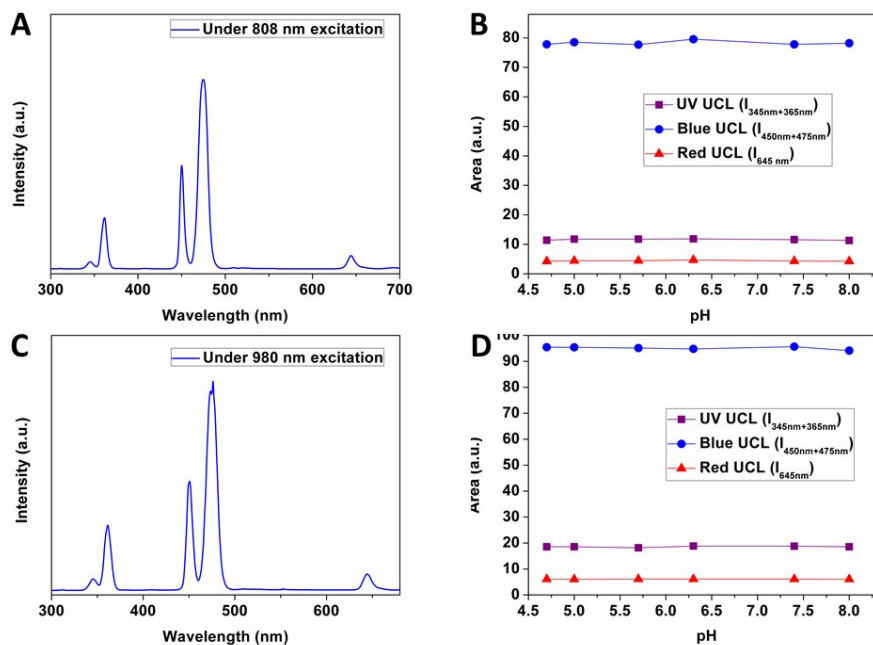 A
Under 808 nm excitation
Intensity (a.u.)
300 400 500 600 700
Wavelength (nm)
B
80
70
60
50
40
30
20
10
0
Area (a.u.)
UV UCL (I345nm+365nm)
Blue UCL (I450nm+475nm)
Red UCL (I645 nm)
4.5 5.0 5.5 6.0 6.5 7.0 7.5 8.0
pH
C
Under 980 nm excitation
Intensity (a.u.)
300 400 500 600
Wavelength (nm)
D
100
90
80
70
60
50
40
30
20
10
0
Area (a.u.)
UV UCL (I345nm+365nm)
Blue UCL (I450nm+475nm)
Red UCL (I645nm)
4.5 5.0 5.5 6.0 6.5 7.0 7.5 8.0
pH